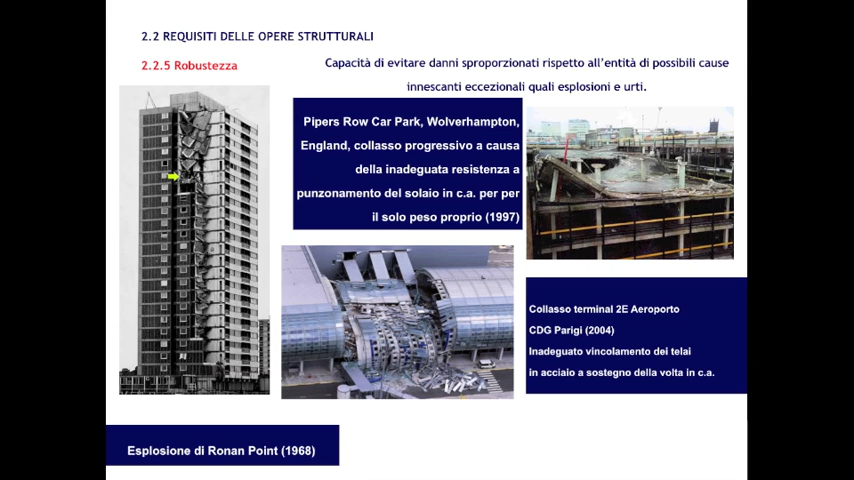 2.2 REQUISITI DELLE OPERE STRUTTURALI
2.2.5 Robustezza
Capacità di evitare danni sproporzionati rispetto all'entità di possibili cause
innescanti eccezionali quali esplosioni e urti.
Pipers Row Car Park, Wolverhampton,
England, collasso progressivo a causa
della inadeguata resistenza a
punzonamento del solaio in c.a. per per
il solo peso proprio (1997)
Collasso terminal 2E Aeroporto
CDG Parigi (2004)
Inadeguato vincolamento dei telai
in acciaio a sostegno della volta in c.a.
Esplosione di Ronan Point (1968)